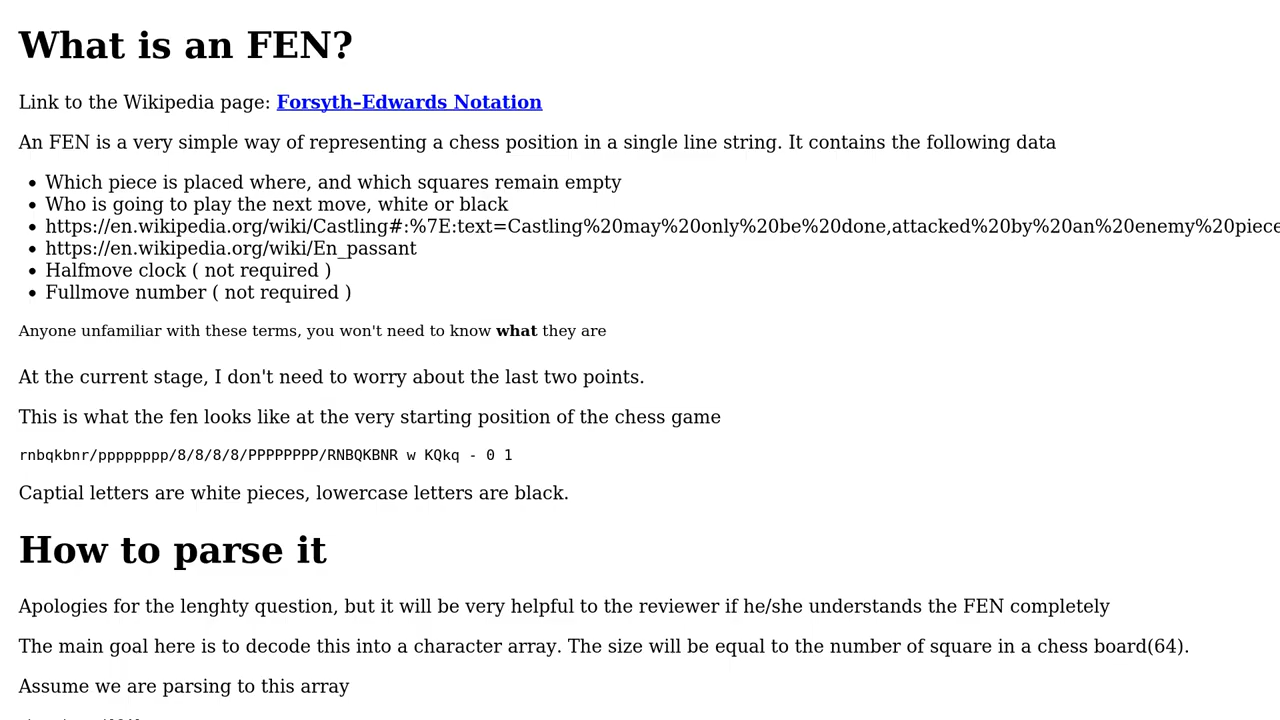 What is an FEN?
Link to the Wikipedia page: Forsyth–Edwards Notation
An FEN is a very simple way of representing a chess position in a single line string. It contains the following data
• Which piece is placed where, and which squares remain empty
• Who is going to play the next move, white or black
• https://en.wikipedia.org/wiki/Castling#:%7E:text=Castling%20may%20only%20be%20done,attacked%20by%20an%20enemy%20piece
• https://en.wikipedia.org/wiki/En_passant
• Halfmove clock ( not required )
• Fullmove number ( not required )
Anyone unfamiliar with these terms, you won't need to know what they are
At the current stage, I don't need to worry about the last two points.
This is what the fen looks like at the very starting position of the chess game
rnbqkbnr/pppppppp/8/8/8/8/PPPPPPPP/RNBQKBNR w KQkq - 0 1
Captial letters are white pieces, lowercase letters are black.
How to parse it
Apologies for the lenghty question, but it will be very helpful to the reviewer if he/she understands the FEN completely
The main goal here is to decode this into a character array. The size will be equal to the number of square in a chess board(64).
Assume we are parsing to this array